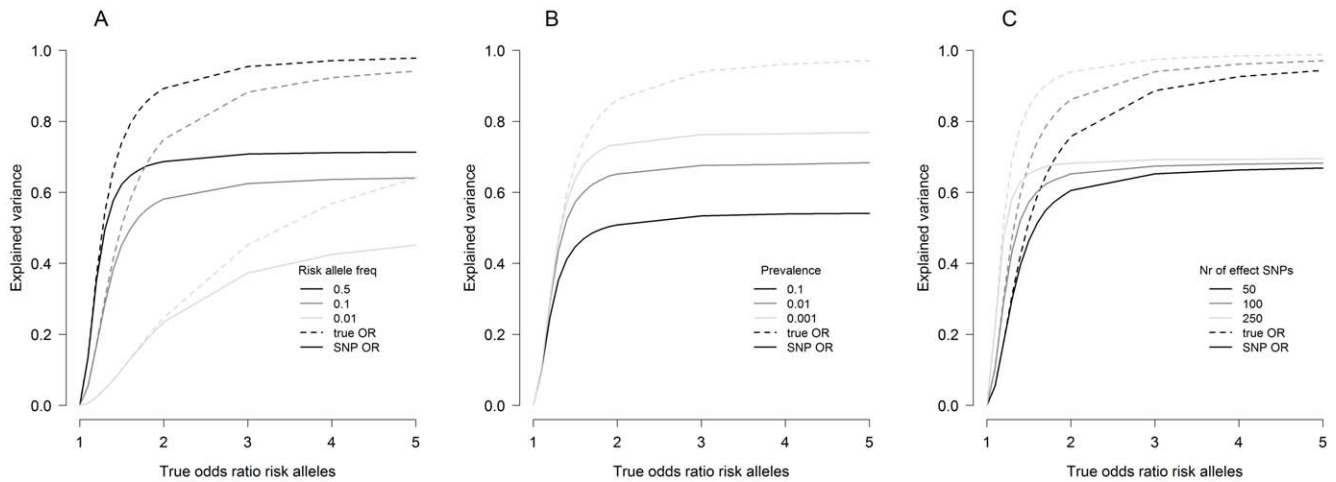 A
Explained variance
1.0
0.8
0.6
0.4
0.2
0.0
Risk allele freq
0.5
0.1
0.01
true OR
SNP OR
1 2 3 4 5
True odds ratio risk alleles
B
Explained variance
1.0
0.8
0.6
0.4
0.2
0.0
Prevalence
0.1
0.01
0.001
true OR
SNP OR
1 2 3 4 5
True odds ratio risk alleles
C
Explained variance
1.0
0.8
0.6
0.4
0.2
0.0
Nr of effect SNPs
50
100
250
true OR
SNP OR
1 2 3 4 5
True odds ratio risk alleles